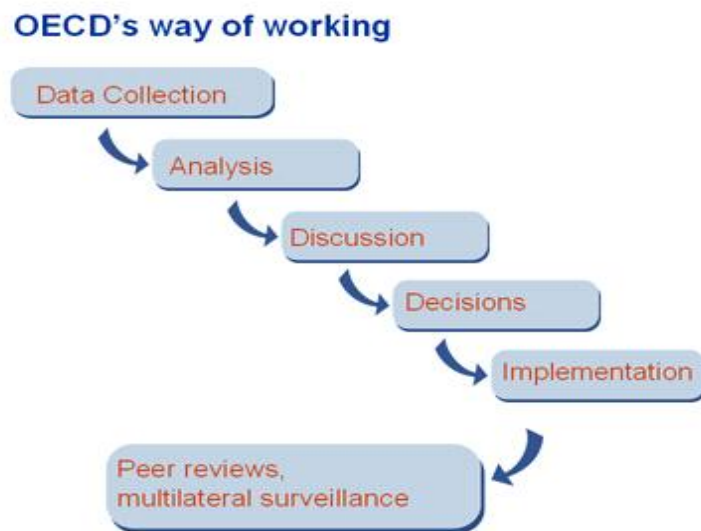 OECD's way of working
Data Collection
Analysis
Discussion
Decisions
Implementation
Peer reviews,
multilateral surveillance